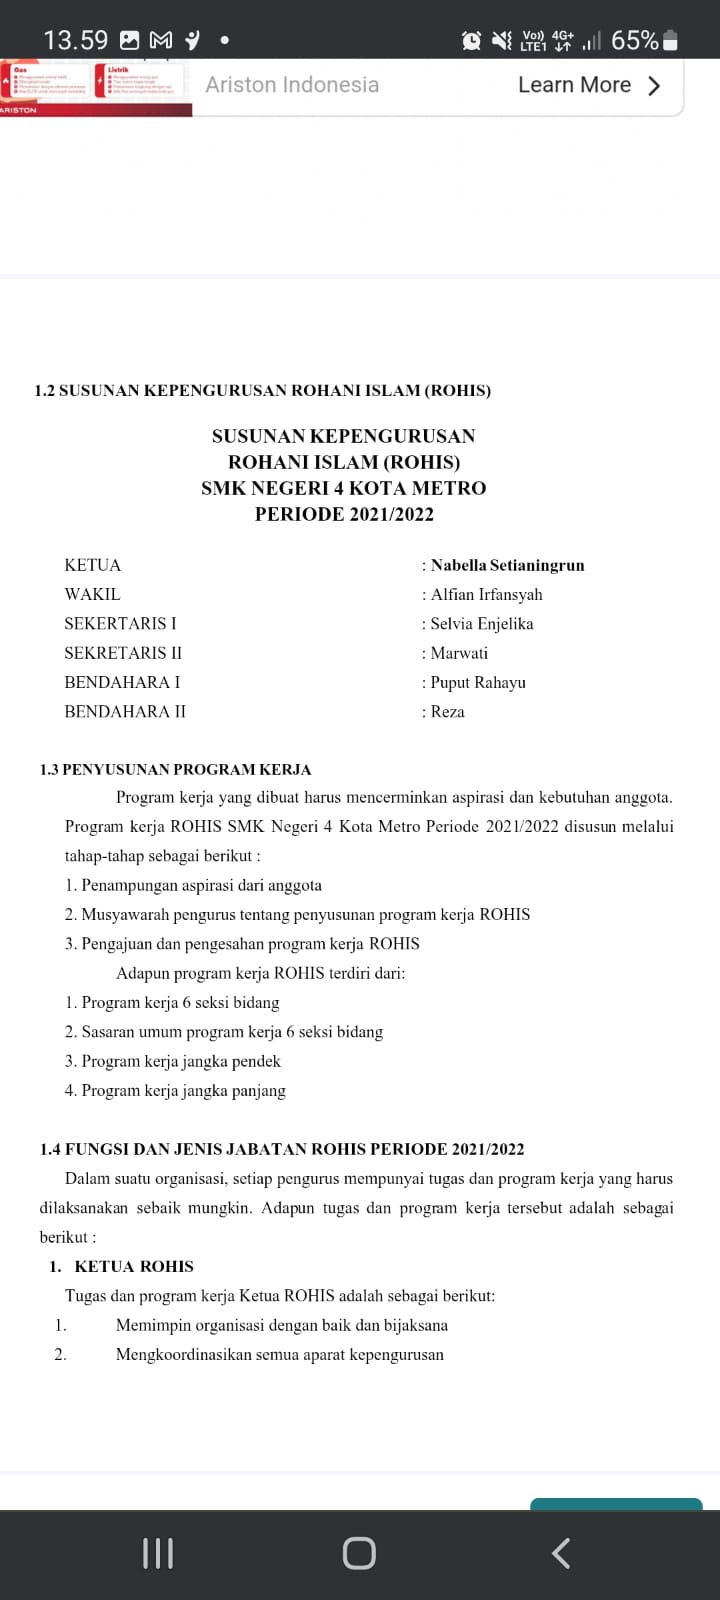 13.59
Vo)) 4G+
LTE1
65%
Gas
Listrik
ARISTON
Ariston Indonesia
Learn More
1.2 SUSUNAN KEPENGURUSAN ROHANI ISLAM (ROHIS)
SUSUNAN KEPENGURUSAN
ROHANI ISLAM (ROHIS)
SMK NEGERI 4 KOTA METRO
PERIODE 2021/2022
KETUA : Nabella Setianingrun
WAKIL : Alfian Irfansyah
SEKERTARIS I : Selvia Enjelika
SEKRETARIS II : Marwati
BENDAHARA I : Puput Rahayu
BENDAHARA II : Reza
1.3 PENYUSUNAN PROGRAM KERJA
Program kerja yang dibuat harus mencerminkan aspirasi dan kebutuhan anggota.
Program kerja ROHIS SMK Negeri 4 Kota Metro Periode 2021/2022 disusun melalui
tahap-tahap sebagai berikut :
1. Penampungan aspirasi dari anggota
2. Musyawarah pengurus tentang penyusunan program kerja ROHIS
3. Pengajuan dan pengesahan program kerja ROHIS
Adapun program kerja ROHIS terdiri dari:
1. Program kerja 6 seksi bidang
2. Sasaran umum program kerja 6 seksi bidang
3. Program kerja jangka pendek
4. Program kerja jangka panjang
1.4 FUNGSI DAN JENIS JABATAN ROHIS PERIODE 2021/2022
Dalam suatu organisasi, setiap pengurus mempunyai tugas dan program kerja yang harus
dilaksanakan sebaik mungkin. Adapun tugas dan program kerja tersebut adalah sebagai
berikut :
1. KETUA ROHIS
Tugas dan program kerja Ketua ROHIS adalah sebagai berikut:
1. Memimpin organisasi dengan baik dan bijaksana
2. Mengkoordinasikan semua aparat kepengurusan